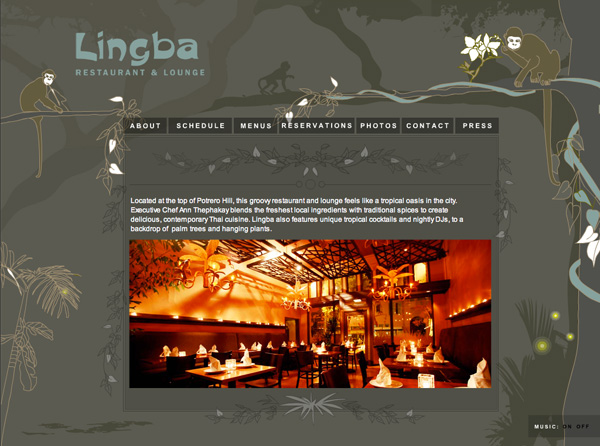 Lingba
RESTAURANT & LOUNGE
ABOUT SCHEDULE MENUS RESERVATIONS PHOTOS CONTACT PRESS
Located at the top of Potrero Hill, this groovy restaurant and lounge feels like a tropical oasis in the city.
Executive Chef Ann Thephakay blends the freshest local ingredients with traditional spices to create
delicious, contemporary Thai cuisine. Lingba also features unique tropical cocktails and nightly DJs, to a
backdrop of palm trees and hanging plants.
MUSIC: ON OFF